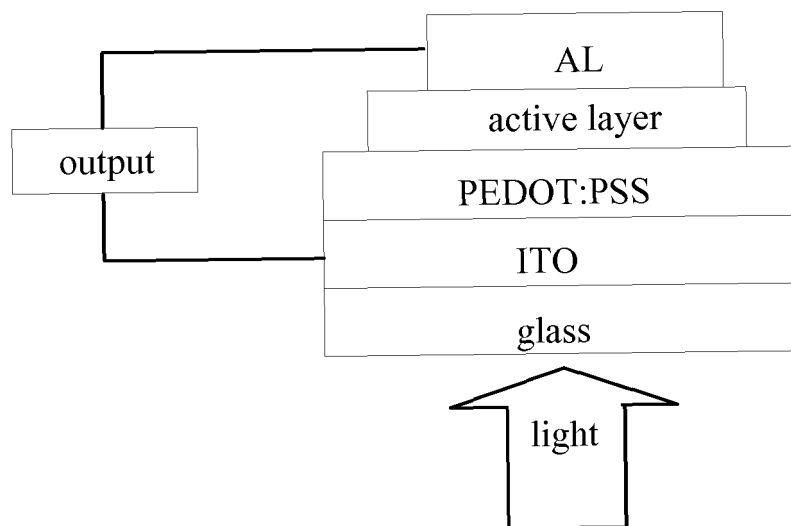 AL
active layer
output
PEDOT:PSS
ITO
glass
light